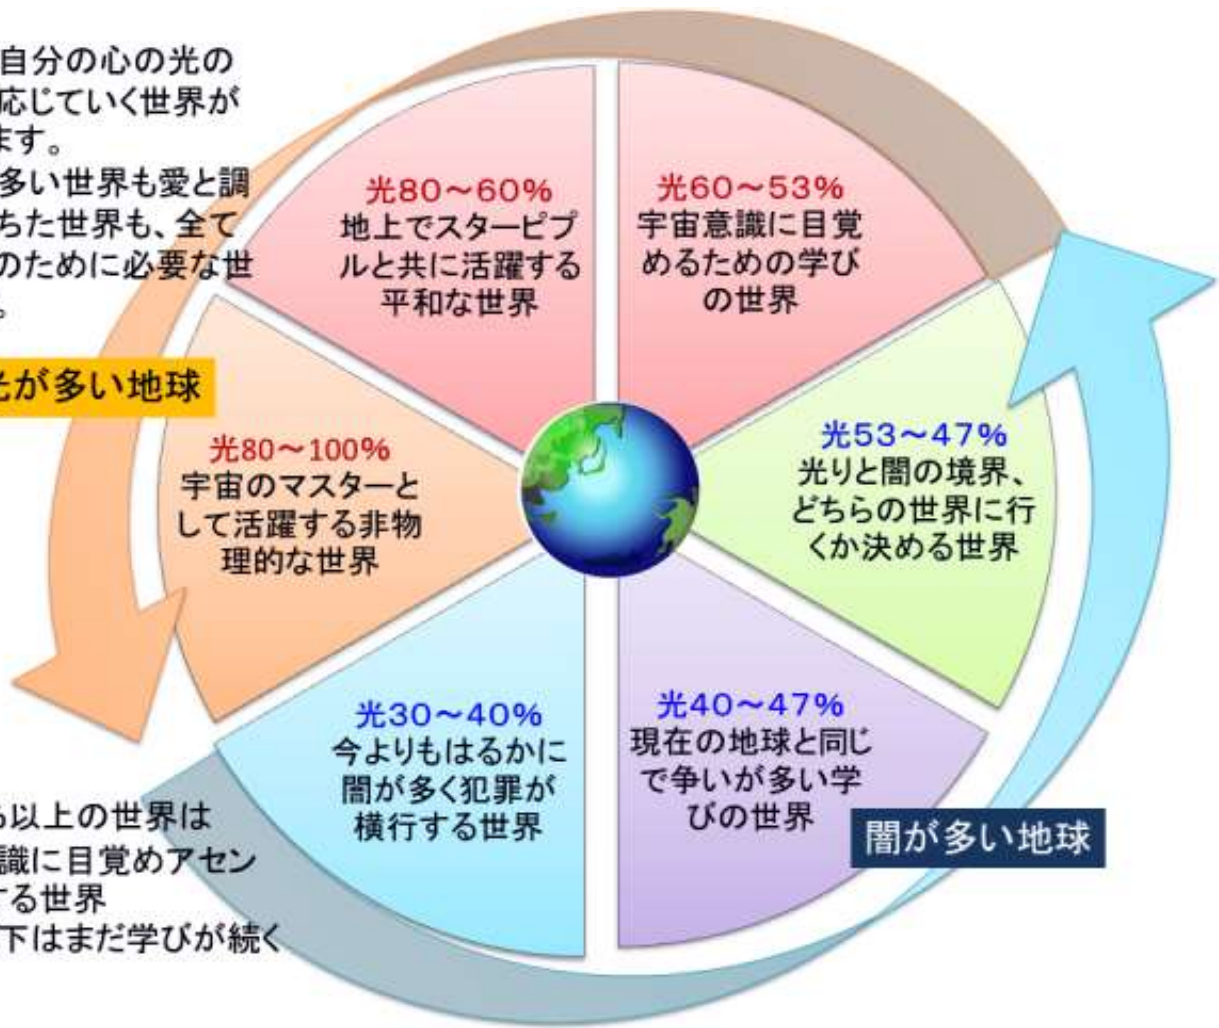 自分の心の光の
応じていく世界が
ます。
多い世界も愛と調
ちた世界も、全て
のために必要な世
。
光が多い地球
光80～60%
地上でスターピプ
ルと共に活躍する
平和な世界
光60～53%
宇宙意識に目覚
めるための学び
の世界
光80～100%
宇宙のマスターと
して活躍する非物
理的な世界
光53～47%
光りと闇の境界、
どちらの世界に行
くか決める世界
光30～40%
今よりもはるかに
闇が多く犯罪が
横行する世界
光40～47%
現在の地球と同じ
で争いが多い学
びの世界
闇が多い地球
%以上の世界は
識に目覚めアセン
する世界
下はまだ学びが続く